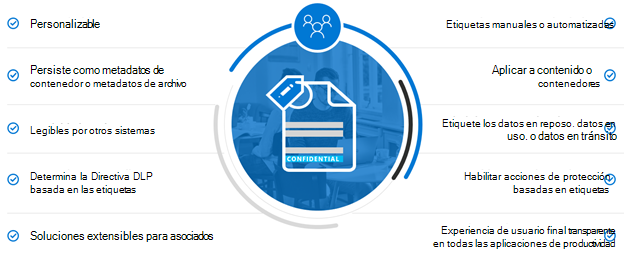 Personalizable
Persiste como metadatos de
contenedor o metadatos de archivo
Legibles por otros sistemas
Determina la Directiva DLP
basada en las etiquetas
Soluciones extensibles para asociados
CONFIDENTIAL
Etiquetas manuales o automatizadas
Aplicar a contenido o
contenedores
Etiquete los datos en reposo. datos en
uso. o datos en tránsito
Habilitar acciones de protección
basadas en etiquetas
Experiencia de usuario final transparente
en todas las aplicaciones de productividad